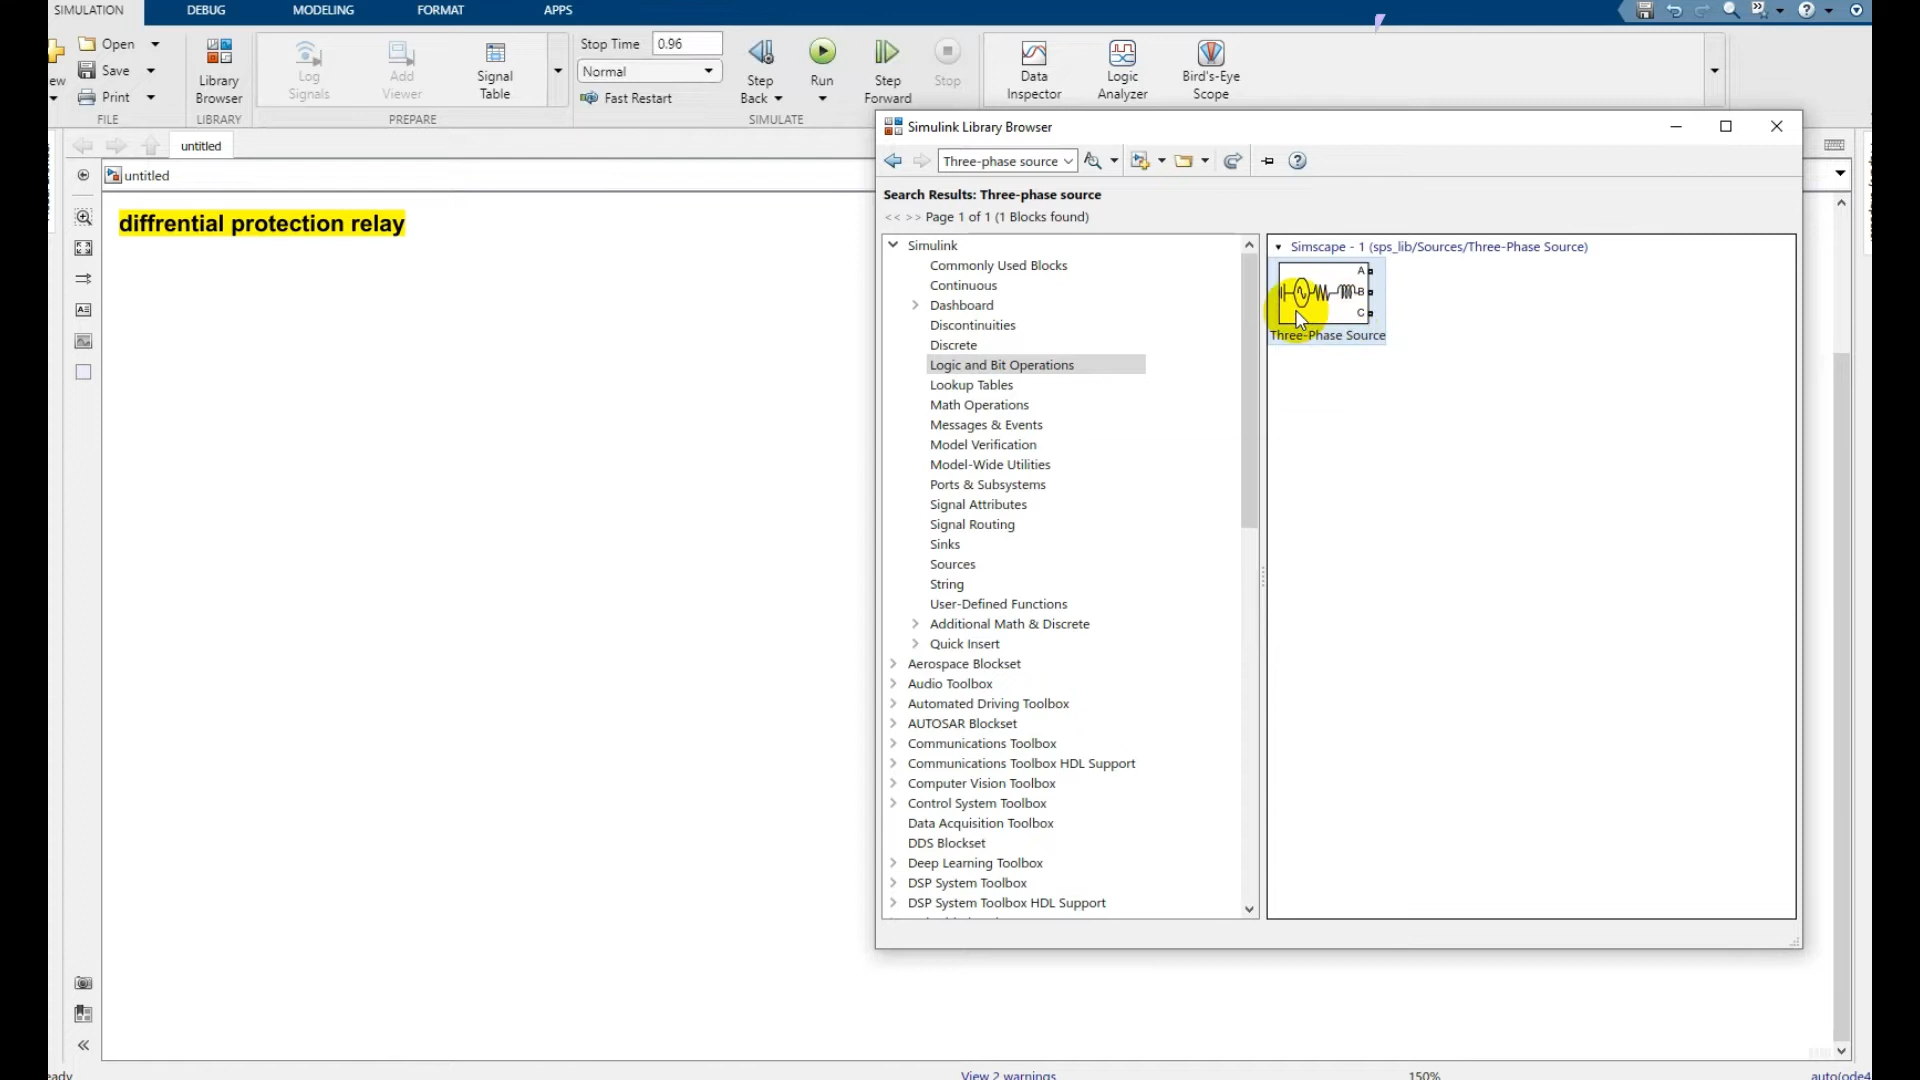 SIMULATION DEBUG MODELING FORMAT APPS
Open
Save
Print
FILE
Library
Browser
LIBRARY
Log
Signals
Add
Viewer
Signal
Table
PREPARE
Stop Time 0.96
Normal
Fast Restart
Step
Back
Run
Step
Forward
Stop
SIMULATE
Data
Inspector
Logic
Analyzer
Bird's-Eye
Scope
untitled
untitled
diffrential protection relay
Simulink Library Browser
Three-phase source
Search Results: Three-phase source
<< >> Page 1 of 1 (1 Blocks found)
Simulink
Commonly Used Blocks
Continuous
Dashboard
Discontinuities
Discrete
Logic and Bit Operations
Lookup Tables
Math Operations
Messages & Events
Model Verification
Model-Wide Utilities
Ports & Subsystems
Signal Attributes
Signal Routing
Sinks
Sources
String
User-Defined Functions
Additional Math & Discrete
Quick Insert
Aerospace Blockset
Audio Toolbox
Automated Driving Toolbox
AUTOSAR Blockset
Communications Toolbox
Communications Toolbox HDL Support
Computer Vision Toolbox
Control System Toolbox
Data Acquisition Toolbox
DDS Blockset
Deep Learning Toolbox
DSP System Toolbox
DSP System Toolbox HDL Support
Simscape - 1 (sps_lib/Sources/Three-Phase Source)
A
B
C
Three-Phase Source
View 2 warnings 150% auto(ode4